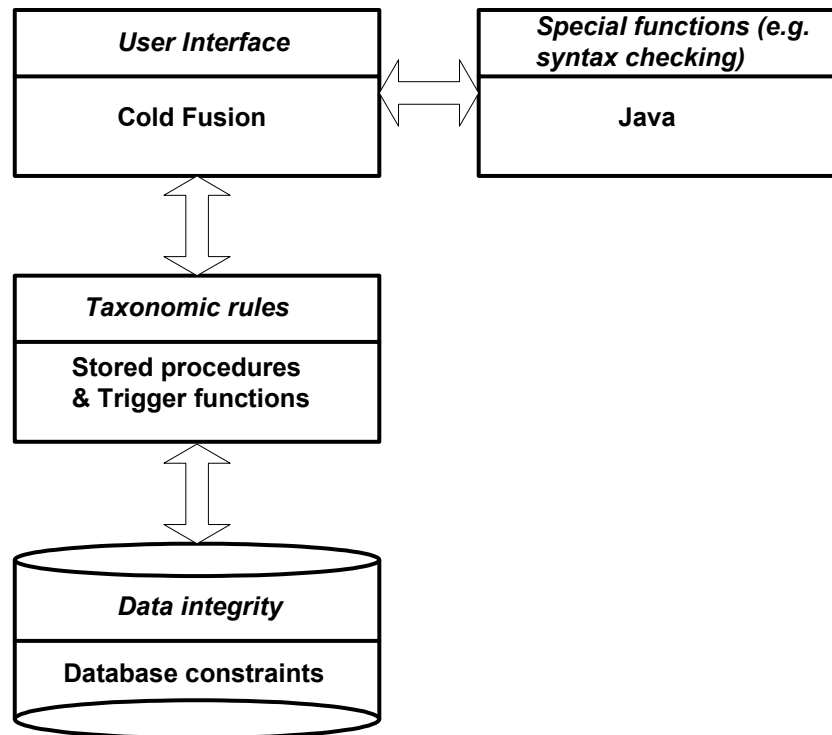 User Interface
Cold Fusion
Special functions (e.g.
syntax checking)
Java
Taxonomic rules
Stored procedures
& Trigger functions
Data integrity
Database constraints